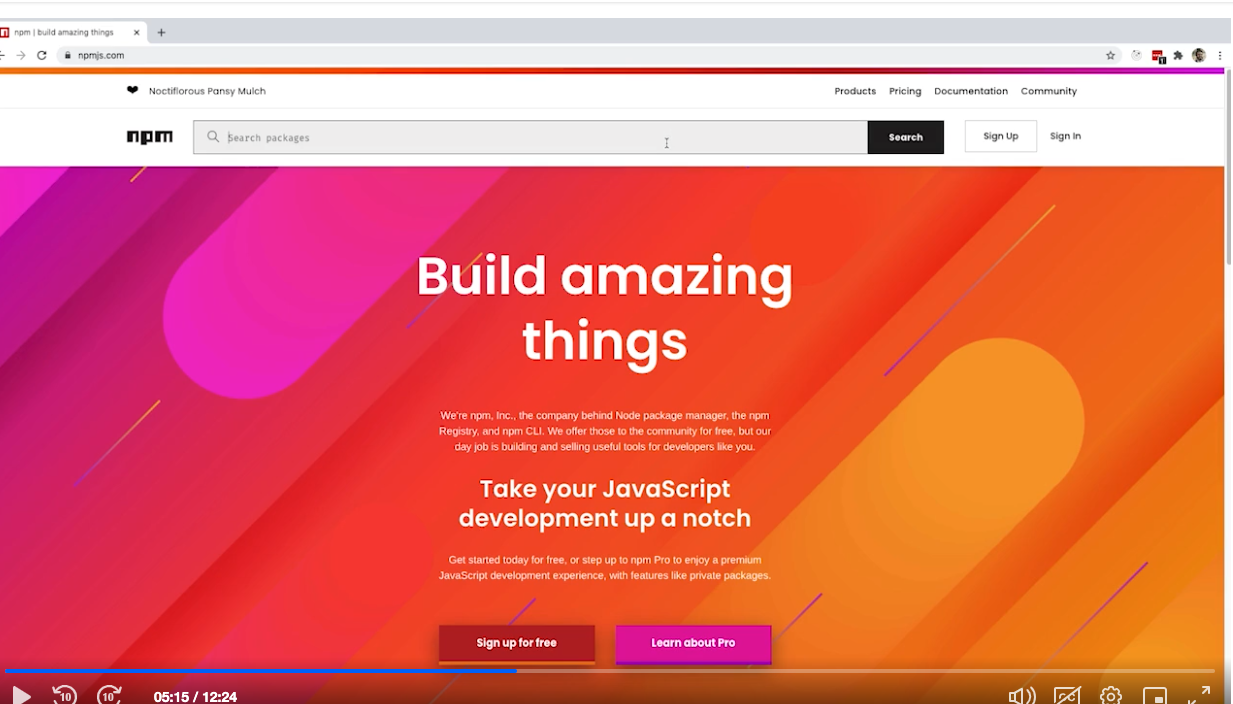 npm | build amazing things
npmjs.com
Noctiflorous Pansy Mulch
Products Pricing Documentation Community
npm
Search packages
Search
Sign Up
Sign In
Build amazing
things
We're npm, Inc., the company behind Node package manager, the npm
Registry, and npm CLI. We offer those to the community for free, but our
day job is building and selling useful tools for developers like you.
Take your JavaScript
development up a notch
Get started today for free, or step up to npm Pro to enjoy a premium
JavaScript development experience, with features like private packages.
Sign up for free
Learn about Pro
10
10
05:15 / 12:24
CC